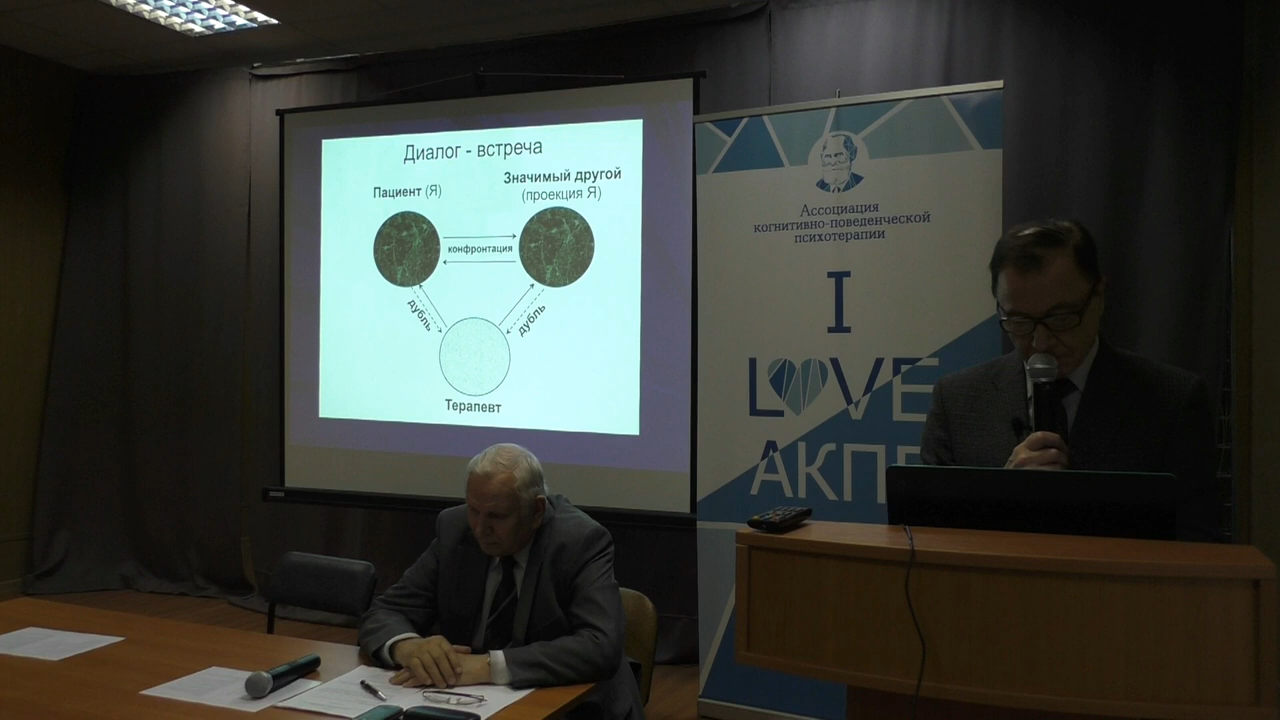 Диалог - встреча
Пациент (Я)
Значимый другой
(проекция Я)
конфронтация
дубль
дубль
Терапевт
Ассоциация
когнитивно-поведенческой
психотерапии
I
LOVE
АКП